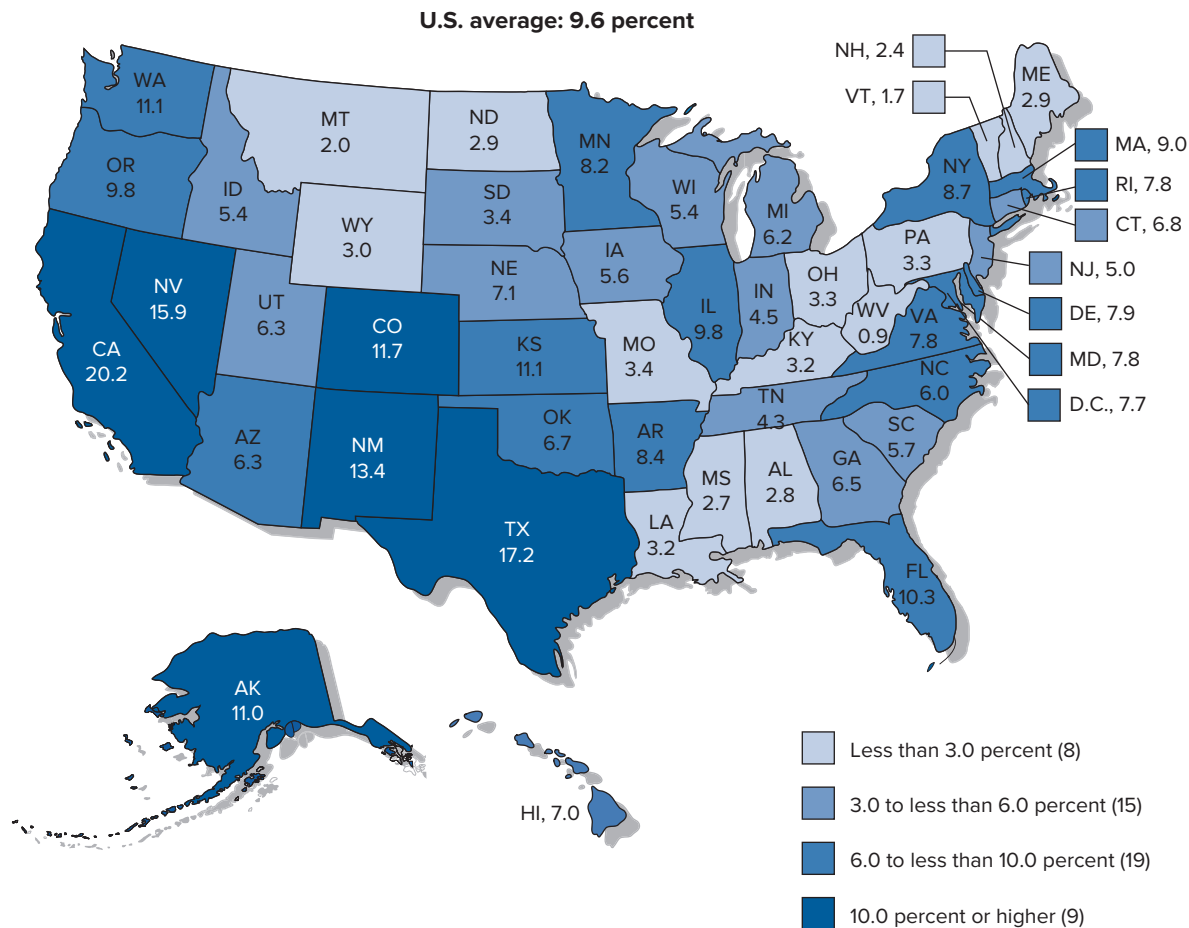 U.S. average: 9.6 percent
NH, 2.4
VT, 1.7
ME
2.9
WA
11.1
MT
2.0
ND
2.9
MN
8.2
MA, 9.0
OR
9.8
ID
5.4
SD
3.4
WI
5.4
NY
8.7
RI, 7.8
WY
3.0
MI
6.2
CT, 6.8
IA
5.6
PA
3.3
NE
7.1
NJ, 5.0
NV
15.9
UT
6.3
CO
11.7
IL
9.8
IN
4.5
OH
3.3
WV
0.9
VA
7.8
DE, 7.9
CA
20.2
KS
11.1
MO
3.4
KY
3.2
MD, 7.8
NC
6.0
D.C., 7.7
AZ
6.3
NM
13.4
OK
6.7
AR
8.4
TN
4.3
SC
5.7
MS
2.7
AL
2.8
GA
6.5
TX
17.2
LA
3.2
FL
10.3
AK
11.0
HI, 7.0
Less than 3.0 percent (8)
3.0 to less than 6.0 percent (15)
6.0 to less than 10.0 percent (19)
10.0 percent or higher (9)